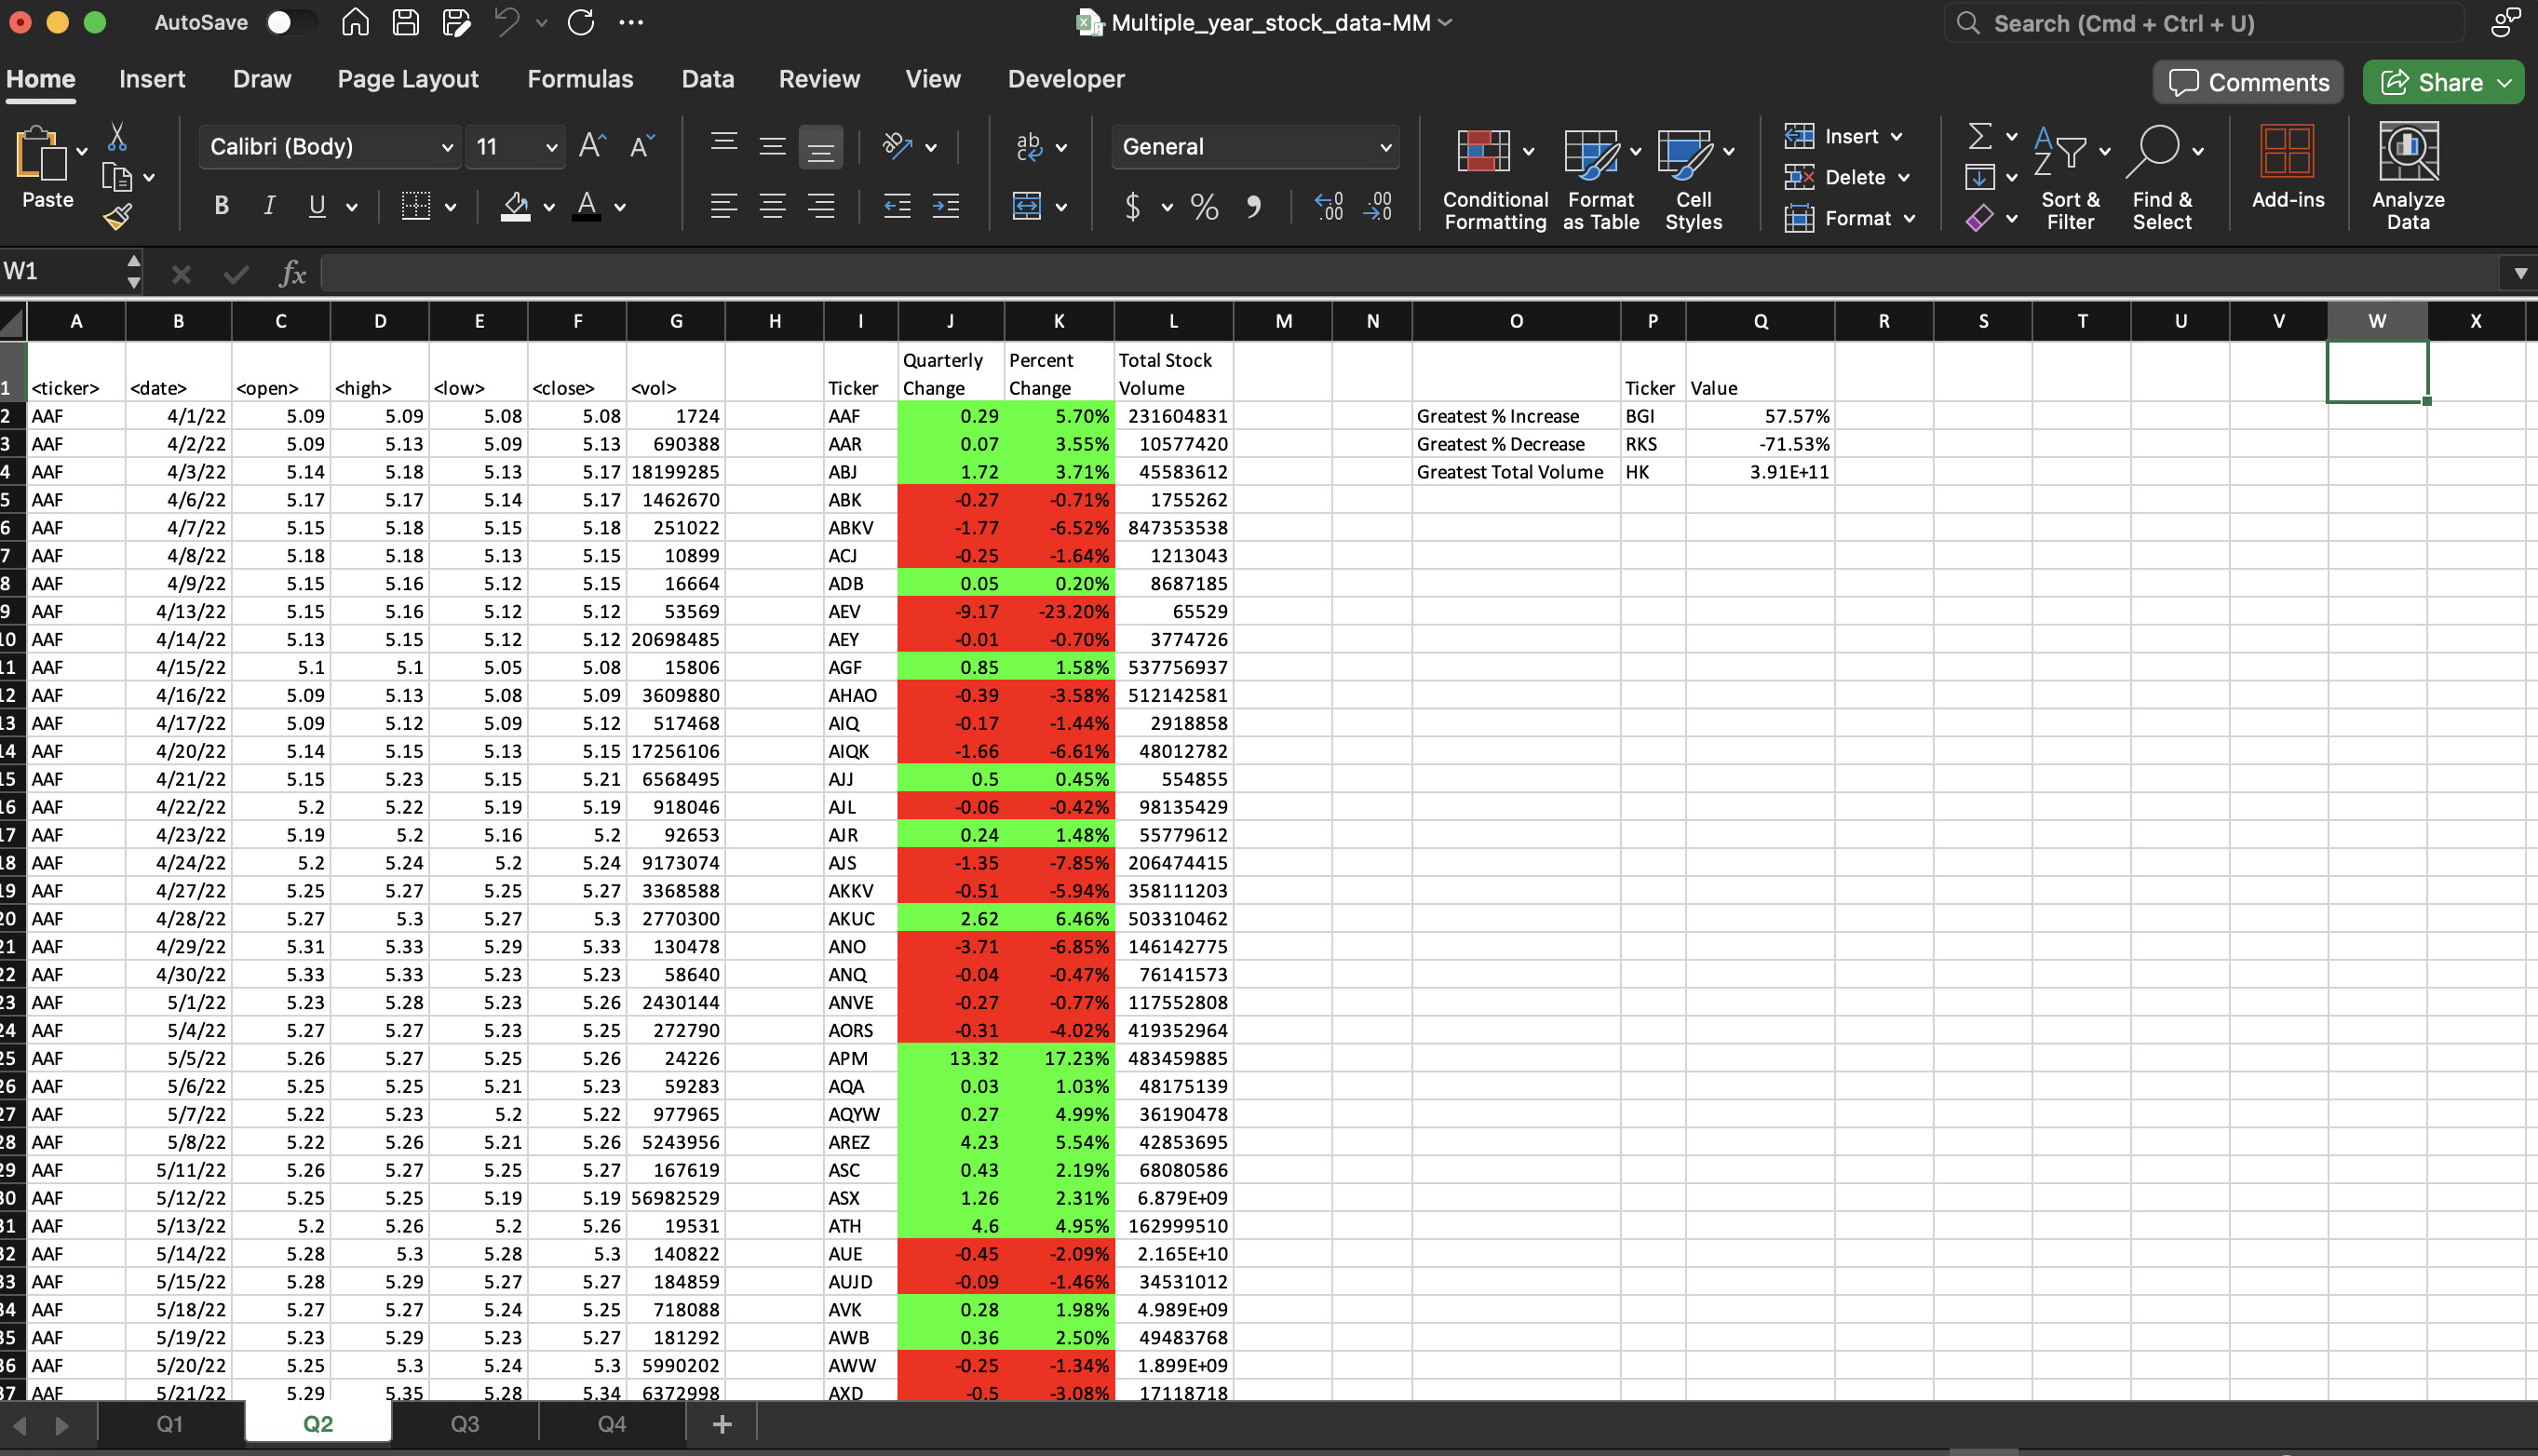 AutoSave Multiple_year_stock_data-MM Search (Cmd + Ctrl + U)
Home Insert Draw Page Layout Formulas Data Review View Developer Comments Share
Paste Calibri (Body) 11 A A ab General Conditional Formatting Format as Table Cell Styles Insert Delete Format Sort & Filter Find & Select Add-ins Analyze Data
B I U A $ % 9 .00 .00
W1 fx
A B C D E F G H I J K L M N O P Q R S T U V W X
1 <ticker> <date> <open> <high> <low> <close> <vol> Ticker Quarterly Change Percent Change Total Stock Volume Ticker Value
2 AAF 4/1/22 5.09 5.09 5.08 5.08 1724 AAF 0.29 5.70% 231604831 Greatest % Increase BGI 57.57%
3 AAF 4/2/22 5.09 5.13 5.09 5.13 690388 AAR 0.07 3.55% 10577420 Greatest % Decrease RKS -71.53%
4 AAF 4/3/22 5.14 5.18 5.13 5.17 18199285 ABJ 1.72 3.71% 45583612 Greatest Total Volume HK 3.91E+11
5 AAF 4/6/22 5.17 5.17 5.14 5.17 1462670 ABK -0.27 -0.71% 1755262
6 AAF 4/7/22 5.15 5.18 5.15 5.18 251022 ABKV -1.77 -6.52% 847353538
7 AAF 4/8/22 5.18 5.18 5.13 5.15 10899 ACJ -0.25 -1.64% 1213043
8 AAF 4/9/22 5.15 5.16 5.12 5.15 16664 ADB 0.05 0.20% 8687185
9 AAF 4/13/22 5.15 5.16 5.12 5.12 53569 AEV -9.17 -23.20% 65529
10 AAF 4/14/22 5.13 5.15 5.12 5.12 20698485 AEY -0.01 -0.70% 3774726
11 AAF 4/15/22 5.1 5.1 5.05 5.08 15806 AGF 0.85 1.58% 537756937
12 AAF 4/16/22 5.09 5.13 5.08 5.09 3609880 AHAO -0.39 -3.58% 512142581
13 AAF 4/17/22 5.09 5.12 5.09 5.12 517468 AIQ -0.17 -1.44% 2918858
14 AAF 4/20/22 5.14 5.15 5.13 5.15 17256106 AIQK -1.66 -6.61% 48012782
15 AAF 4/21/22 5.15 5.23 5.15 5.21 6568495 AJJ 0.5 0.45% 554855
16 AAF 4/22/22 5.2 5.22 5.19 5.19 918046 AJL -0.06 -0.42% 98135429
17 AAF 4/23/22 5.19 5.2 5.16 5.2 92653 AJR 0.24 1.48% 55779612
18 AAF 4/24/22 5.2 5.24 5.2 5.24 9173074 AJS -1.35 -7.85% 206474415
19 AAF 4/27/22 5.25 5.27 5.25 5.27 3368588 AKKV -0.51 -5.94% 358111203
20 AAF 4/28/22 5.27 5.3 5.27 5.3 2770300 AKUC 2.62 6.46% 503310462
21 AAF 4/29/22 5.31 5.33 5.29 5.33 130478 ANO -3.71 -6.85% 146142775
22 AAF 4/30/22 5.33 5.33 5.23 5.23 58640 ANQ -0.04 -0.47% 76141573
23 AAF 5/1/22 5.23 5.28 5.23 5.26 2430144 ANVE -0.27 -0.77% 117552808
24 AAF 5/4/22 5.27 5.27 5.23 5.25 272790 AORS -0.31 -4.02% 419352964
25 AAF 5/5/22 5.26 5.27 5.25 5.26 24226 APM 13.32 17.23% 483459885
26 AAF 5/6/22 5.25 5.25 5.21 5.23 59283 AQA 0.03 1.03% 48175139
27 AAF 5/7/22 5.22 5.23 5.2 5.22 977965 AQYW 0.27 4.99% 36190478
28 AAF 5/8/22 5.22 5.26 5.21 5.26 5243956 AREZ 4.23 5.54% 42853695
29 AAF 5/11/22 5.26 5.27 5.25 5.27 167619 ASC 0.43 2.19% 68080586
30 AAF 5/12/22 5.25 5.25 5.19 5.19 56982529 ASX 1.26 2.31% 6.879E+09
31 AAF 5/13/22 5.2 5.26 5.2 5.26 19531 ATH 4.6 4.95% 162999510
32 AAF 5/14/22 5.28 5.3 5.28 5.3 140822 AUE -0.45 -2.09% 2.165E+10
33 AAF 5/15/22 5.28 5.29 5.27 5.27 184859 AUJD -0.09 -1.46% 34531012
34 AAF 5/18/22 5.27 5.27 5.24 5.25 718088 AVK 0.28 1.98% 4.989E+09
35 AAF 5/19/22 5.23 5.29 5.23 5.27 181292 AWB 0.36 2.50% 49483768
36 AAF 5/20/22 5.25 5.3 5.24 5.3 5990202 AWW -0.25 -1.34% 1.899E+09
37 AAF 5/21/22 5.29 5.35 5.28 5.34 6372998 AXD -0.5 -3.08% 17118718
Q1 Q2 Q3 Q4 +